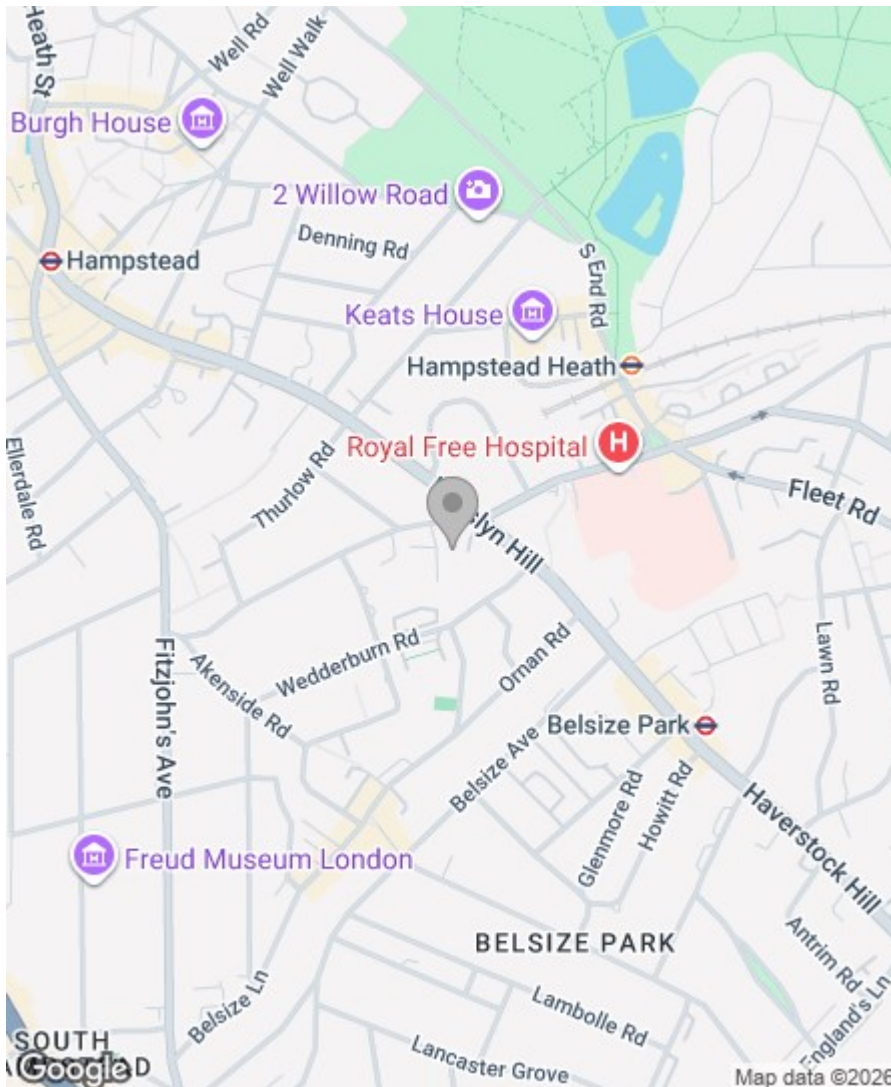 Heath St
Well Rd
Well Walk
Burgh House
2 Willow Road
Denning Rd
Hampstead
S End Rd
Keats House
Hampstead Heath
Royal Free Hospital
H
Ellerdale Rd
Thurlow Rd
Fleet Rd
slyn Hill
Wedderburn Rd
Ornan Rd
Lawn Rd
Akenside Rd
Fitzjohn's Ave
Belsize Park
Belsize Ave
Glenmore Rd
Howitt Rd
Haverstock Hill
Freud Museum London
BELSIZE PARK
Antrim Rd
England's Ln
Belsize Ln
Lambolle Rd
Lancaster Grove
SOUTH
Google
Map data ©2026